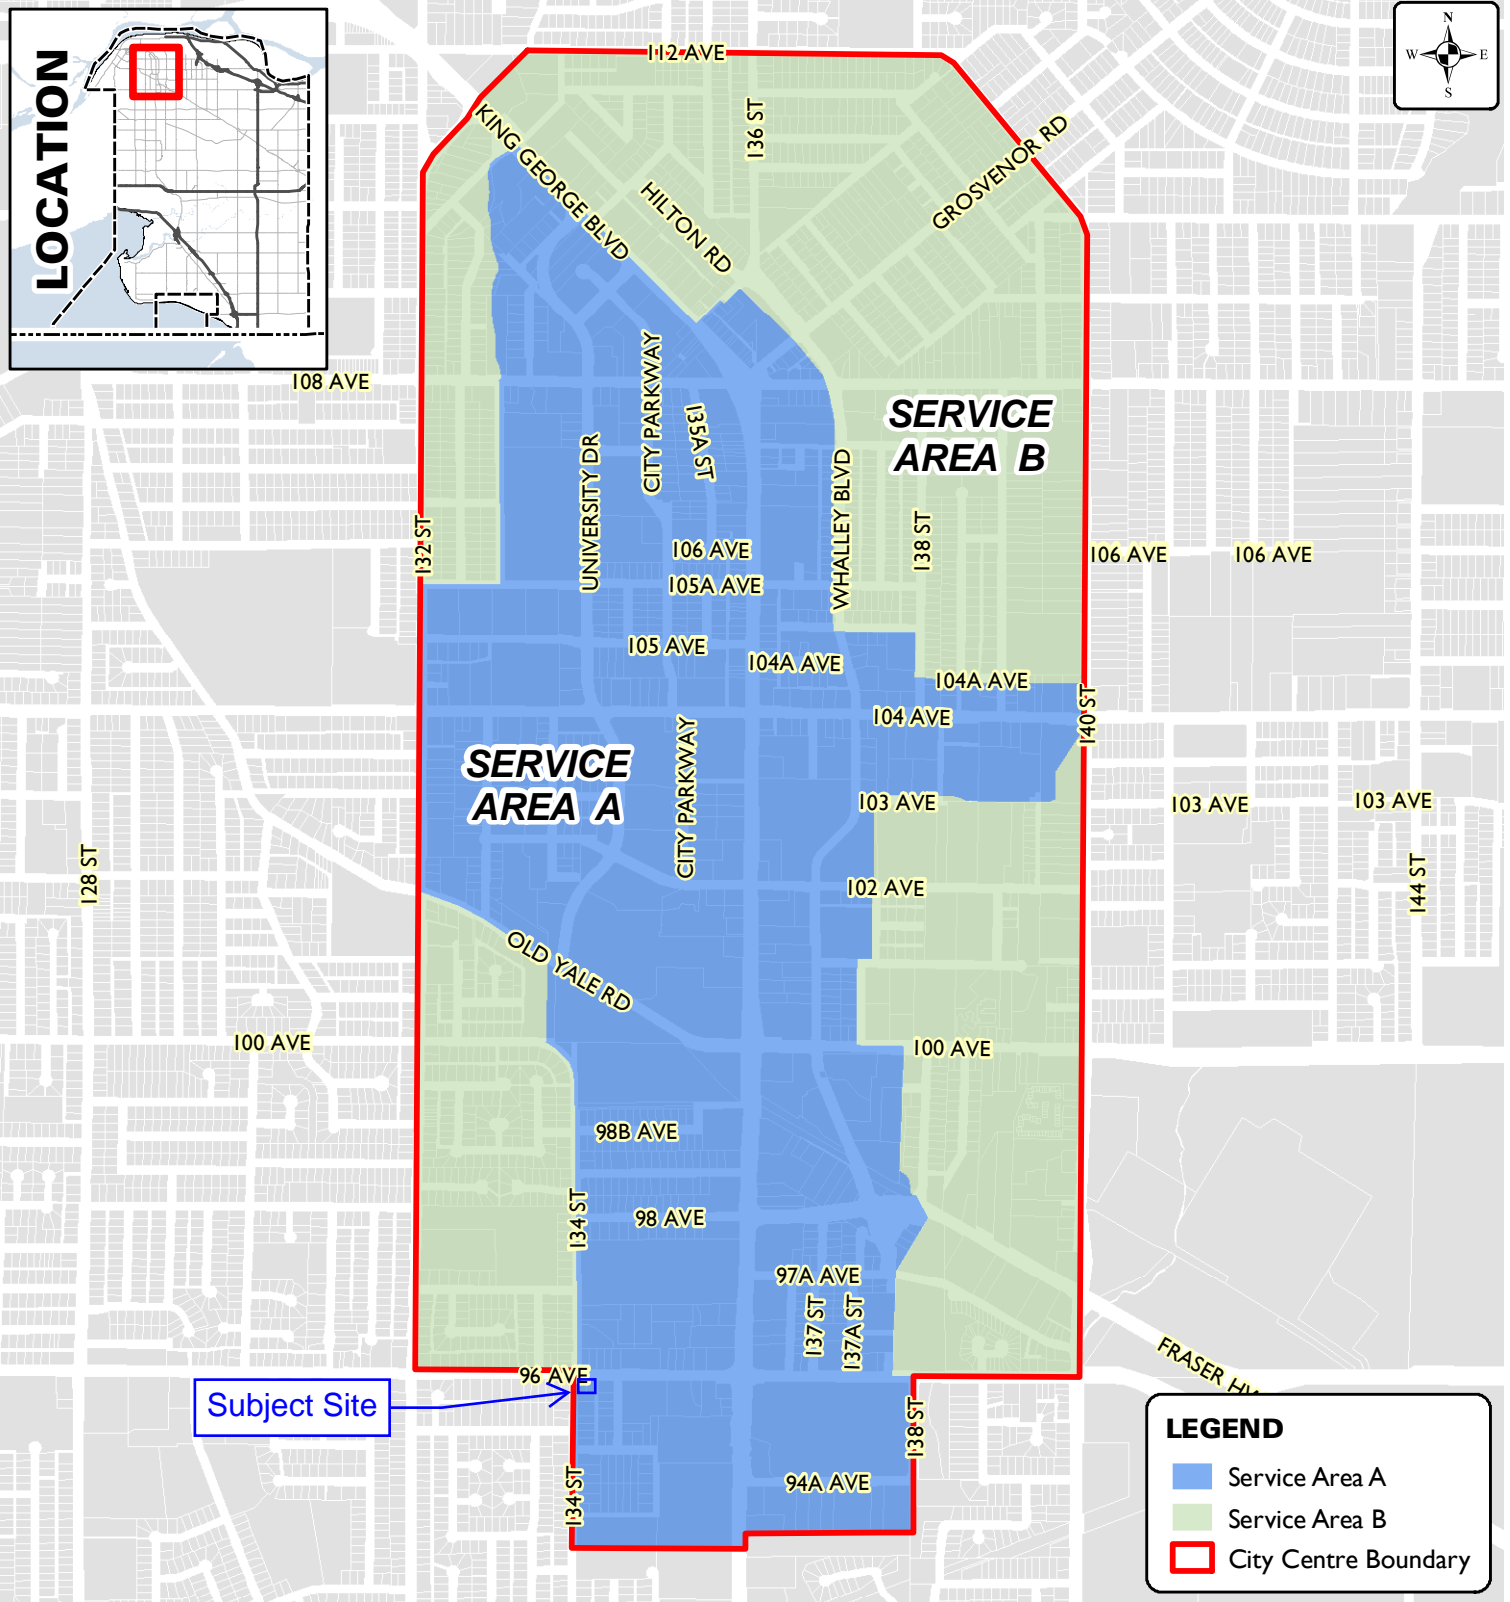 LOCATION
N
W E
S
112 AVE
KING GEORGE BLVD
136 ST
HILTON RD
GROSVENOR RD
108 AVE
CITY PARKWAY
135A ST
UNIVERSITY DR
132 ST
WHALLEY BLVD
138 ST
SERVICE
AREA B
106 AVE
106 AVE
106 AVE
105A AVE
105 AVE
104A AVE
104A AVE
104 AVE
140 ST
SERVICE
AREA A
CITY PARKWAY
103 AVE
103 AVE
103 AVE
128 ST
102 AVE
144 ST
OLD YALE RD
100 AVE
100 AVE
98B AVE
134 ST
98 AVE
97A AVE
137 ST
137A ST
96 AVE
Subject Site
FRASER HW
138 ST
134 ST
94A AVE
LEGEND
Service Area A
Service Area B
City Centre Boundary